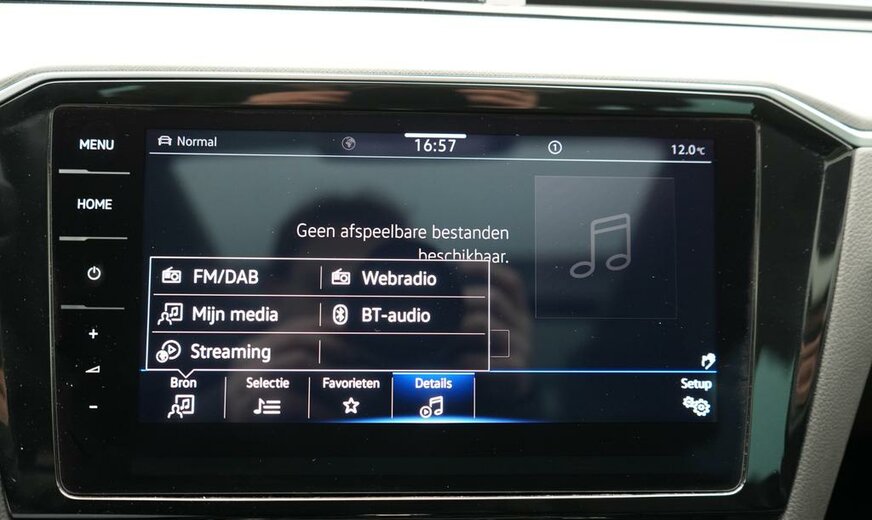 MENU
HOME
Normal
16:57
1
12.0°C
Geen afspeelbare bestanden
beschikbaar.
FM/DAB
Webradio
Mijn media
BT-audio
Streaming
Bron
Selectie
Favorieten
Details
Setup
+
-